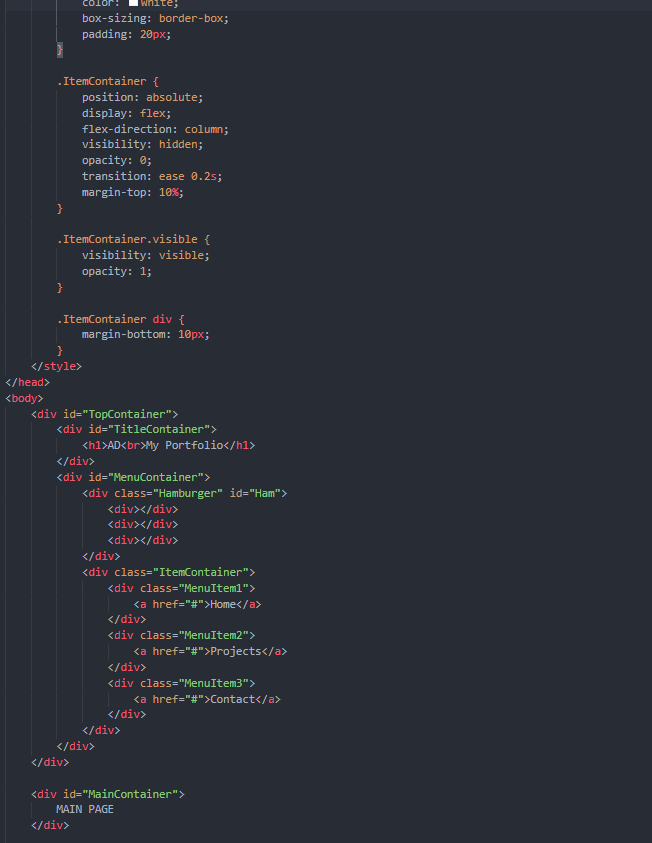 color: white;
box-sizing: border-box;
padding: 20px;
}
.ItemContainer {
position: absolute;
display: flex;
flex-direction: column;
visibility: hidden;
opacity: 0;
transition: ease 0.2s;
margin-top: 10%;
}
.ItemContainer.visible {
visibility: visible;
opacity: 1;
}
.ItemContainer div {
margin-bottom: 10px;
}
</style>
</head>
<body>
<div id="TopContainer">
<div id="TitleContainer">
<h1>AD<br>My Portfolio</h1>
</div>
<div id="MenuContainer">
<div class="Hamburger" id="Ham">
<div></div>
<div></div>
<div></div>
</div>
<div class="ItemContainer">
<div class="MenuItem1">
<a href="#">Home</a>
</div>
<div class="MenuItem2">
<a href="#">Projects</a>
</div>
<div class="MenuItem3">
<a href="#">Contact</a>
</div>
</div>
</div>
</div>
<div id="MainContainer">
MAIN PAGE
</div>